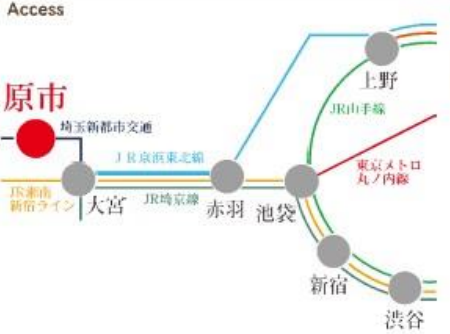 Access
上野
原市
JR山手線
埼玉新都市交通
JR京浜東北線
東京メトロ
丸ノ内線
JR湘南
新宿ライン
大宮
JR埼京線
赤羽
池袋
新宿
渋谷